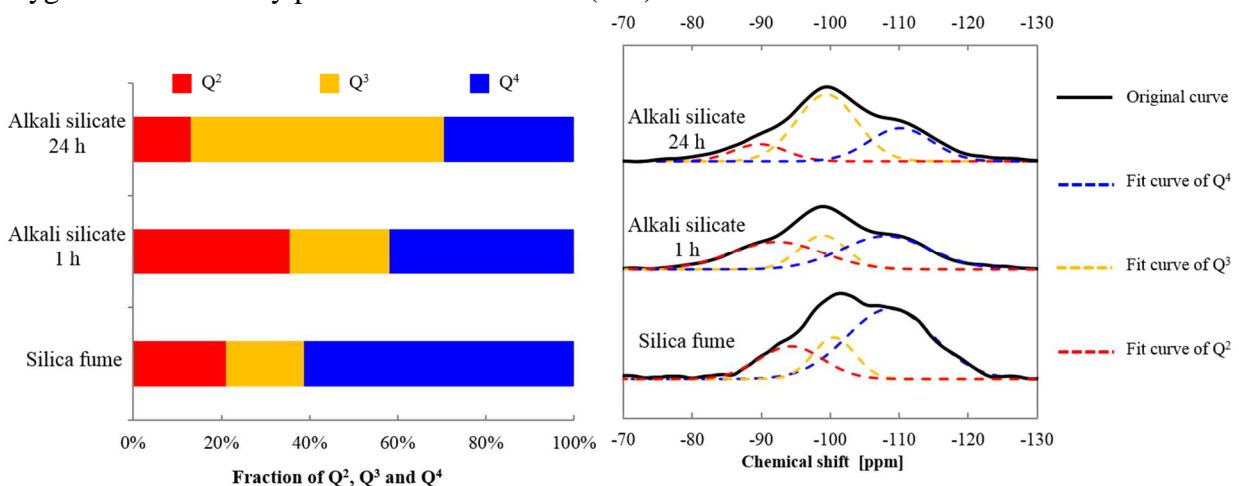 Q²
Q³
Q⁴
Alkali silicate
24 h
Alkali silicate
1 h
Silica fume
0%
20%
40%
60%
80%
100%
Fraction of Q², Q³ and Q⁴
-70
-80
-90
-100
-110
-120
-130
Alkali silicate
24 h
Alkali silicate
1 h
Silica fume
-70
-80
-90
-100
-110
-120
-130
Chemical shift [ppm]
Original curve
Fit curve of Q⁴
Fit curve of Q³
Fit curve of Q²